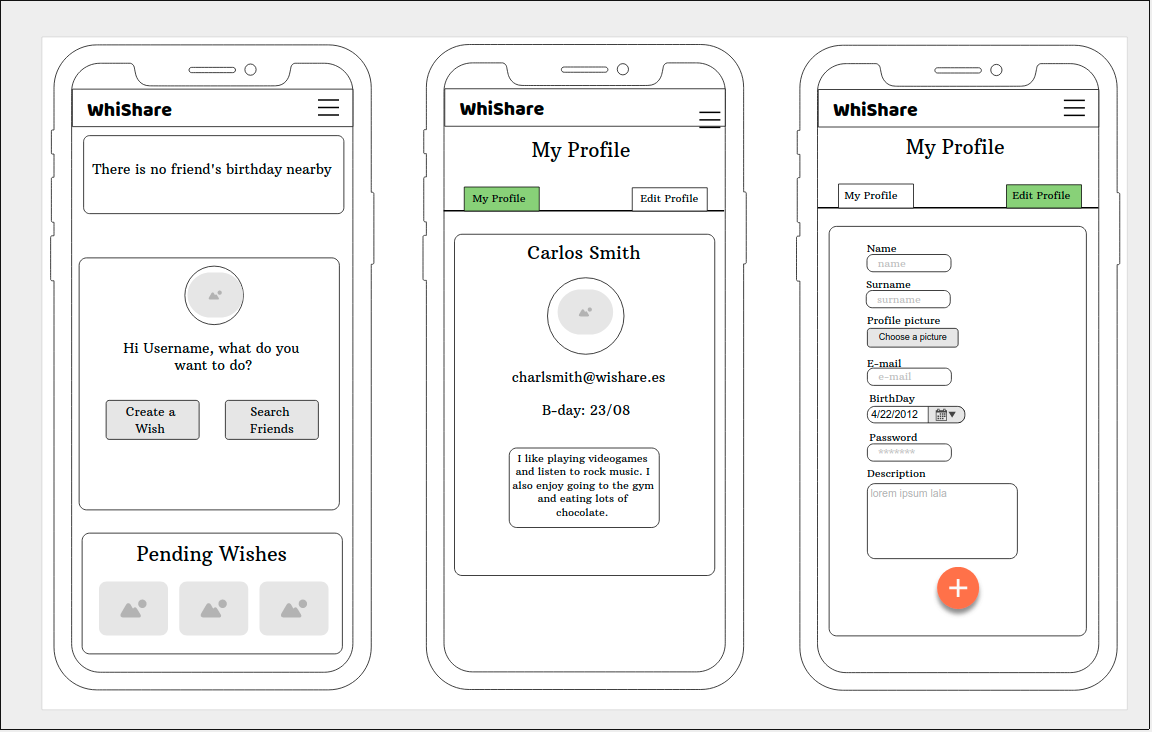 WhiShare
There is no friend's birthday nearby
Hi Username, what do you
want to do?
Create a
Wish
Search
Friends
Pending Wishes
WhiShare
My Profile
My Profile
Edit Profile
Carlos Smith
charlsmith@wishare.es
B-day: 23/08
I like playing videogames
and listen to rock music. I
also enjoy going to the gym
and eating lots of
chocolate.
WhiShare
My Profile
My Profile
Edit Profile
Name
name
Surname
surname
Profile picture
Choose a picture
E-mail
e-mail
BirthDay
4/22/2012
Password
*******
Description
lorem ipsum lala